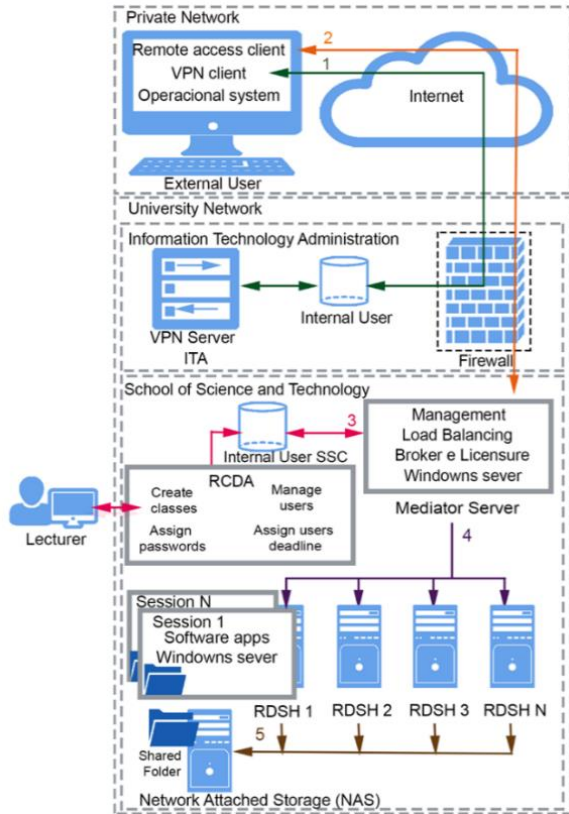 Private Network
Remote access client
VPN client
Operacional system
2
1
Internet
External User
University Network
Information Technology Administration
VPN Server
ITA
Internal User
Firewall
School of Science and Technology
Internal User SSC
3
Management
Load Balancing
Broker e Licensure
Windowns sever
Mediator Server
RCDA
Create
classes
Manage
users
Assign
passwords
Assign users
deadline
Lecturer
4
Session N
Session 1
Software apps
Windowns sever
RDSH 1
RDSH 2
RDSH 3
RDSH N
5
Shared
Folder
Network Attached Storage (NAS)